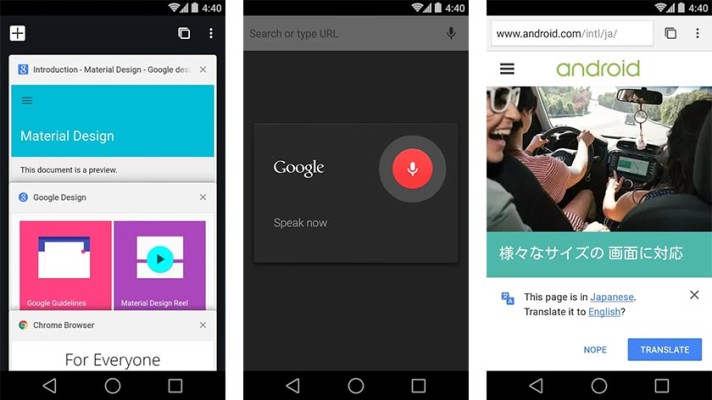 4:40
Introduction - Material Design - Google des
Material Design
This document is a preview.
Google Design
Google Guidelines
Material Design Reel
Chrome Browser
For Everyone
4:40
Search or type URL
Google
Speak now
4:40
www.android.com/intl/ja/
android
様々なサイズの 画面に対応
This page is in Japanese.
Translate it to English?
NOPE
TRANSLATE